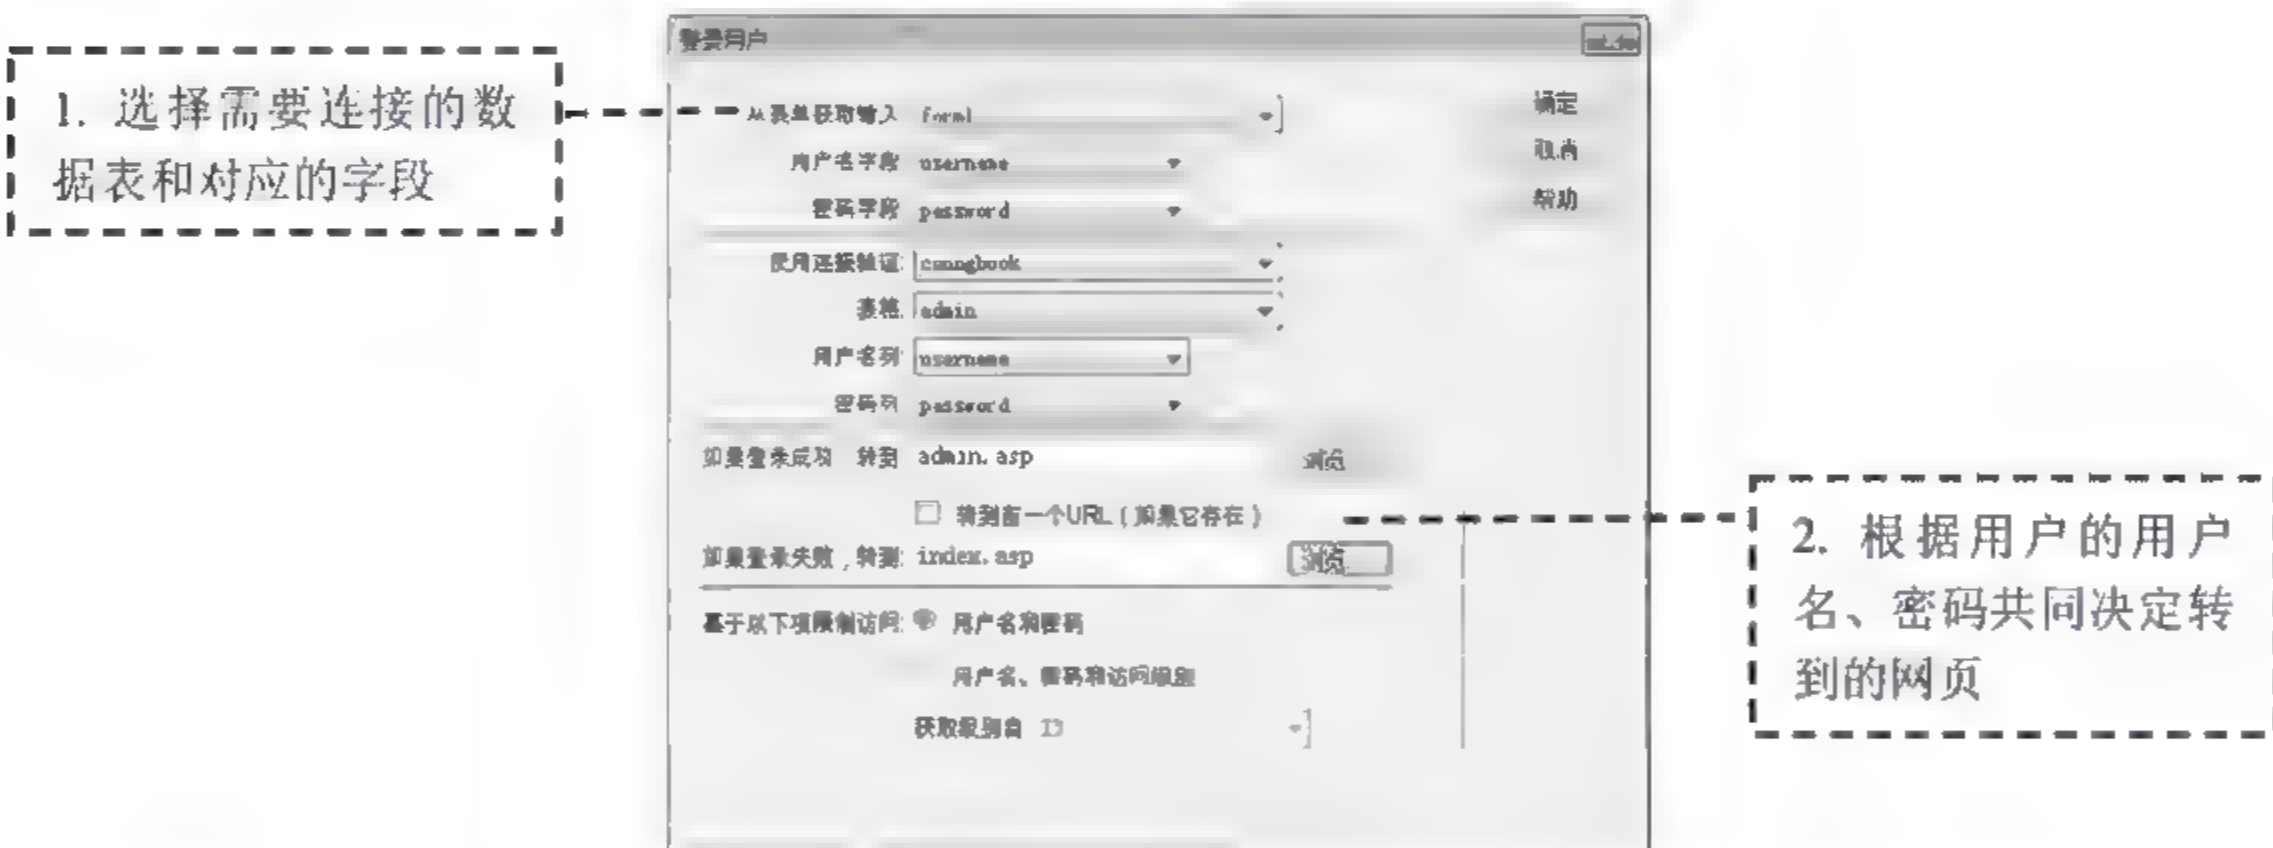 登录用户
1. 选择需要连接的数
据表和对应的字段
从表单获取输入 form1
确定
用户名字段 username
取消
密码字段 password
帮助
使用连接验证: conngbook
表格: admin
用户名列: username
密码列 password
如果登录成功 转到 admin.asp 浏览
转到前一个URL(如果它存在)
如果登录失败,转到: index.asp 浏览
2. 根据用户的用户
名、密码共同决定转
到的网页
基于以下项限制访问: 用户名和密码
用户名、密码和访问级别
获取级别自 ID